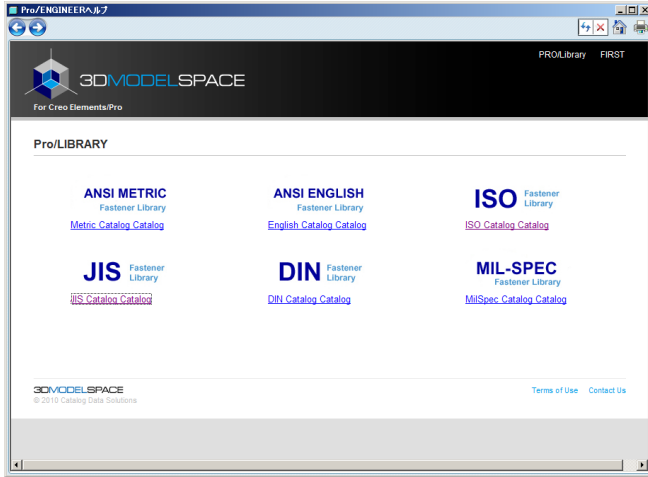 Pro/ENGINEERヘルプ
PRO/Library FIRST
3DMODELSPACE
For Creo Elements/Pro
Pro/LIBRARY
ANSI METRIC
Fastener Library
Metric Catalog Catalog
ANSI ENGLISH
Fastener Library
English Catalog Catalog
ISO Fastener
Library
ISO Catalog Catalog
JIS Fastener
Library
JIS Catalog Catalog
DIN Fastener
Library
DIN Catalog Catalog
MIL-SPEC
Fastener Library
MilSpec Catalog Catalog
3DMODELSPACE
© 2010 Catalog Data Solutions
Terms of Use Contact Us